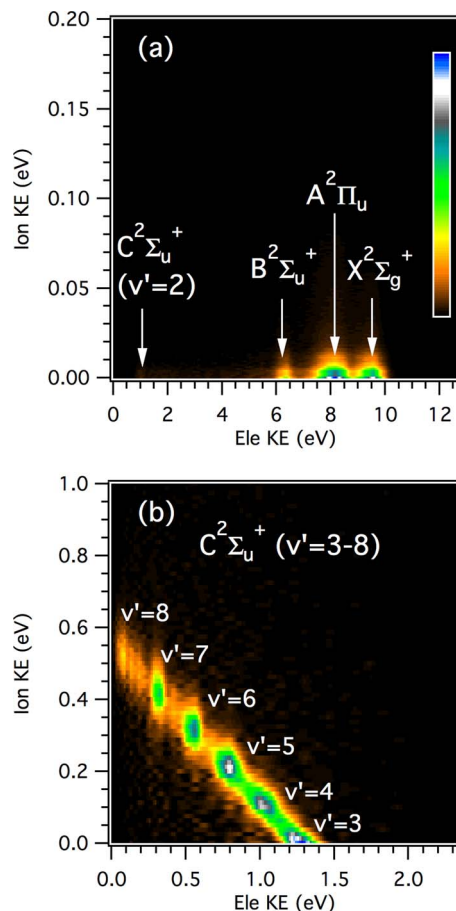 (a)
0.20
0.15
0.10
0.05
0.00
Ion KE (eV)
C²Σᵤ⁺
(v'=2)
B²Σᵤ⁺
A²Πᵤ
X²Σg⁺
0 2 4 6 8 10 12
Ele KE (eV)
(b)
C²Σᵤ⁺ (v'=3-8)
1.0
0.8
0.6
0.4
0.2
0.0
Ion KE (eV)
v'=8
v'=7
v'=6
v'=5
v'=4
v'=3
0.0 0.5 1.0 1.5 2.0
Ele KE (eV)